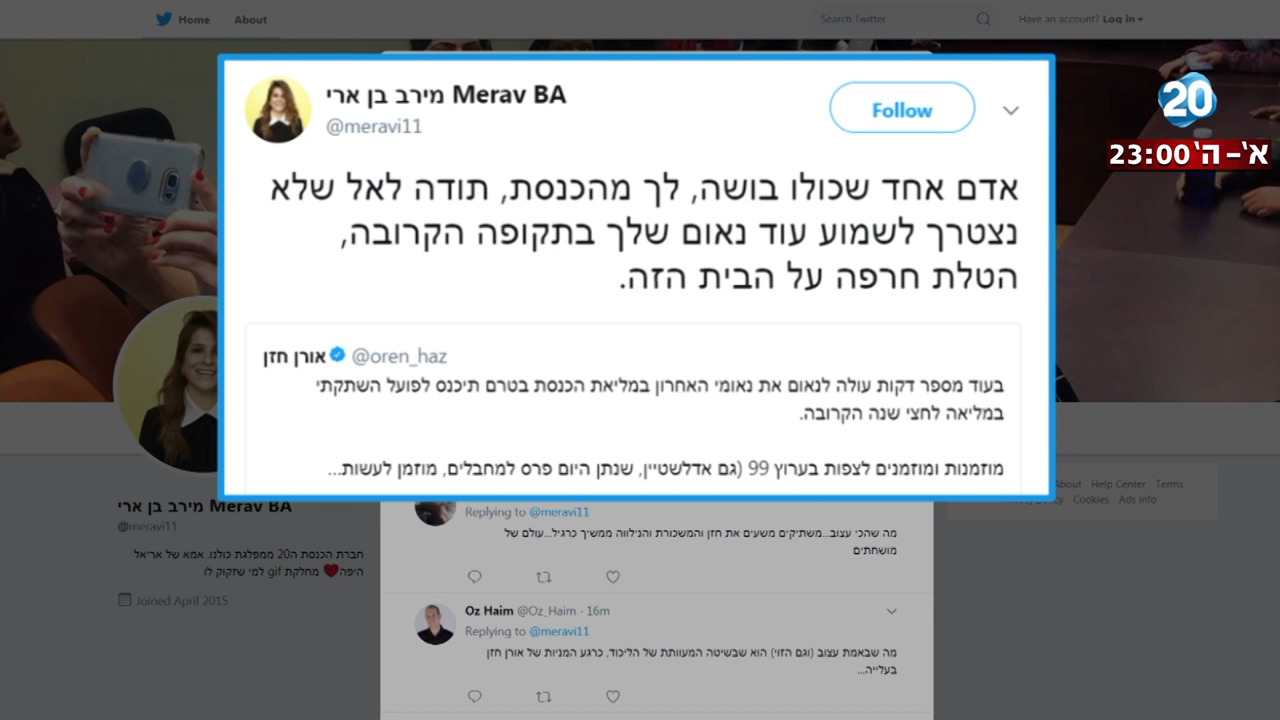 Home About
Search Twitter
Have an account? Log in
20
א'-ה' 23:00
מירב בן ארי Merav BA
@meravi11
Follow
אדם אחד שכולו בושה, לך מהכנסת, תודה לאל שלא
נצטרך לשמוע עוד נאום שלך בתקופה הקרובה,
הטלת חרפה על הבית הזה.
אורן חזן @oren_haz
בעוד מספר דקות עולה לנאום את נאומי האחרון במליאת הכנסת בטרם תיכנס לפועל השתקתי
במליאה לחצי שנה הקרובה.
מוזמנות ומוזמנים לצפות בערוץ 99 (גם אדלשטיין, שנתן היום פרס למחבלים, מוזמן לעשות...
מירב בן ארי Merav BA
@meravi11
חברת הכנסת ה20 ממפלגת כולנו. אמא של אריאל
היפה❤ מחלקת gif למי שזקוק לו
Joined April 2015
Replying to @meravi11
מה שהכי עצוב...משתיקים משעים את חזן והמשכורת והנילווה ממשיך כרגיל...עולם של
מושחתים
Oz Haim @Oz_Haim · 16m
Replying to @meravi11
מה שבאמת עצוב (וגם הזוי) הוא שבשיטה המעוותת של הליכוד, כרגע המניות של אורן חזן
בעלייה...
About Help Center Terms
Cookies Ads info